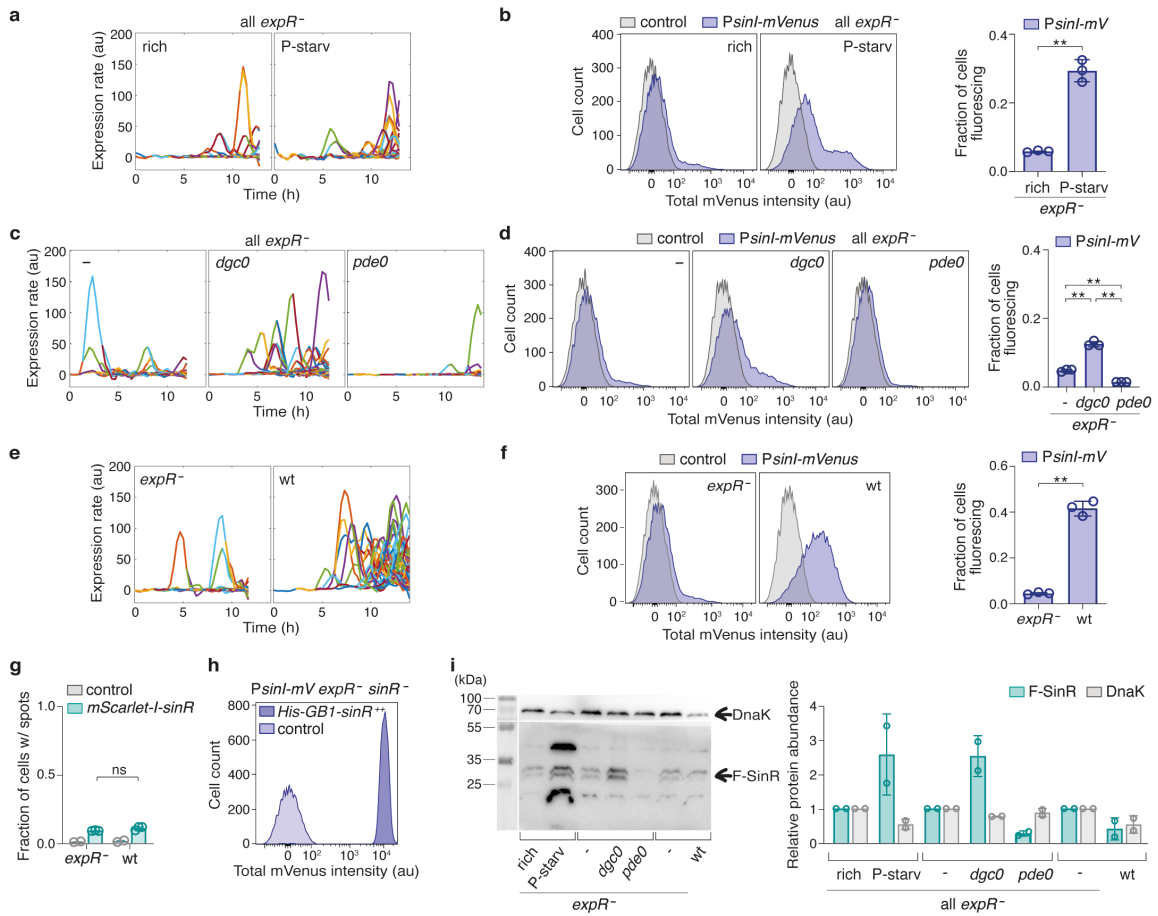 a
all expR⁻
Expression rate (au)
200
150
100
50
0
rich
P-starv
0 5 10 0 5 10
Time (h)
b
control PsinI-mVenus all expR⁻
Cell count
400
300
200
100
0
rich
P-starv
0 10² 10³ 10⁴ 0 10² 10³ 10⁴
Total mVenus intensity (au)
PsinI-mV
Fraction of cells
fluorescing
0.4
0.2
0.0
**
rich P-starv
expR⁻
c
all expR⁻
Expression rate (au)
200
150
100
50
0
–
dgc0
pde0
0 5 10 0 5 10 0 5 10
Time (h)
d
control PsinI-mVenus all expR⁻
Cell count
400
300
200
100
0
–
dgc0
pde0
0 10² 10³ 10⁴ 0 10² 10³ 10⁴ 0 10² 10³ 10⁴
Total mVenus intensity (au)
PsinI-mV
Fraction of cells
fluorescing
0.4
0.2
0.0
**
** **
- dgc0 pde0
expR⁻
e
Expression rate (au)
200
150
100
50
0
expR⁻
wt
0 5 10 0 5 10
Time (h)
f
control PsinI-mVenus
Cell count
300
200
100
0
expR⁻
wt
0 10² 10³ 10⁴ 0 10² 10³ 10⁴
Total mVenus intensity (au)
PsinI-mV
Fraction of cells
fluorescing
0.6
0.4
0.2
0.0
**
expR⁻ wt
g
control
mScarlet-I-sinR
Fraction of cells w/ spots
1.0
0.5
0
ns
expR⁻ wt
h
PsinI-mV expR⁻ sinR⁻
His-GB1-sinR⁺⁺
control
Cell count
800
600
400
200
0
0 10² 10³ 10⁴
Total mVenus intensity (au)
i
(kDa)
100
70
55
35
25
DnaK
F-SinR
rich P-starv - dgc0 pde0 - wt
expR⁻
F-SinR DnaK
Relative protein abundance
4
3
2
1
0
rich P-starv - dgc0 pde0 - wt
all expR⁻